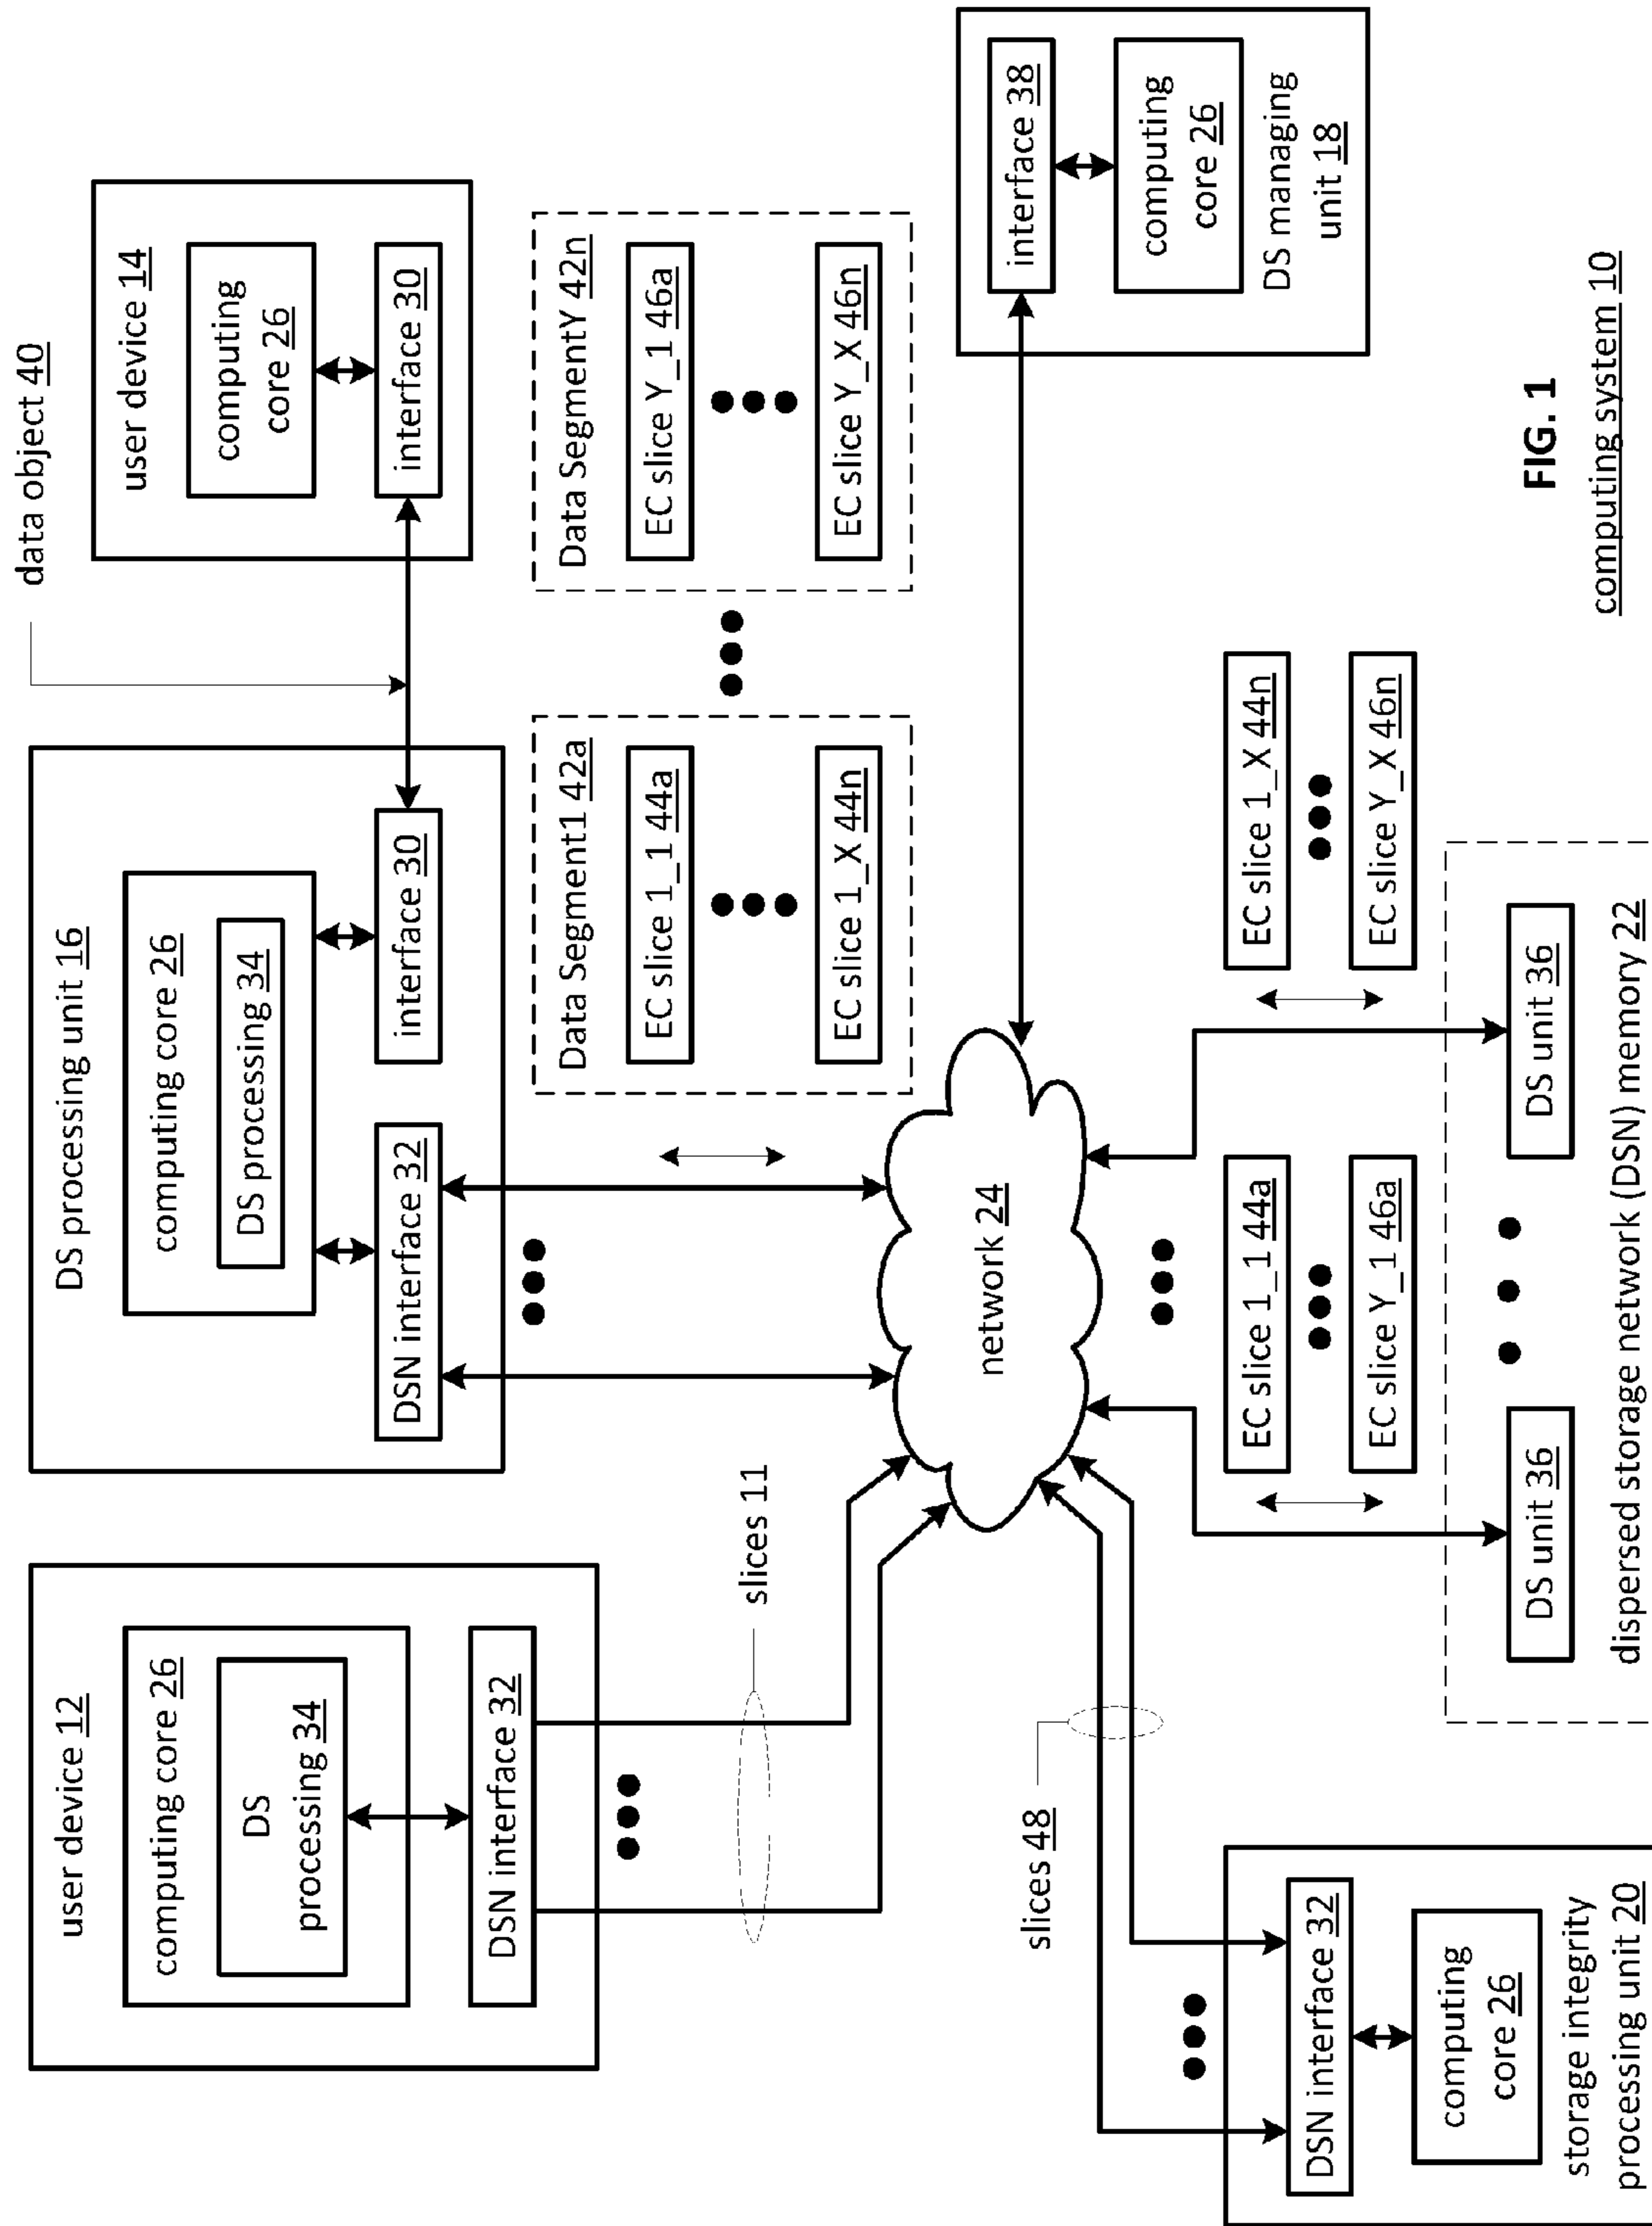 user device 12
computing core 26
DS
processing 34
DSN interface 32
slices 11
DS processing unit 16
computing core 26
DS processing 34
DSN interface 32
interface 30
data object 40
user device 14
computing
core 26
interface 30
Data Segment1 42a
EC slice 1_1 44a
EC slice 1_X 44n
Data SegmentY 42n
EC slice Y_1 46a
EC slice Y_X 46n
network 24
interface 38
computing
core 26
DS managing
unit 18
slices 48
DSN interface 32
computing
core 26
storage integrity
processing unit 20
EC slice 1_1 44a
EC slice Y_1 46a
EC slice 1_X 44n
EC slice Y_X 46n
DS unit 36
DS unit 36
dispersed storage network (DSN) memory 22
FIG. 1
computing system 10